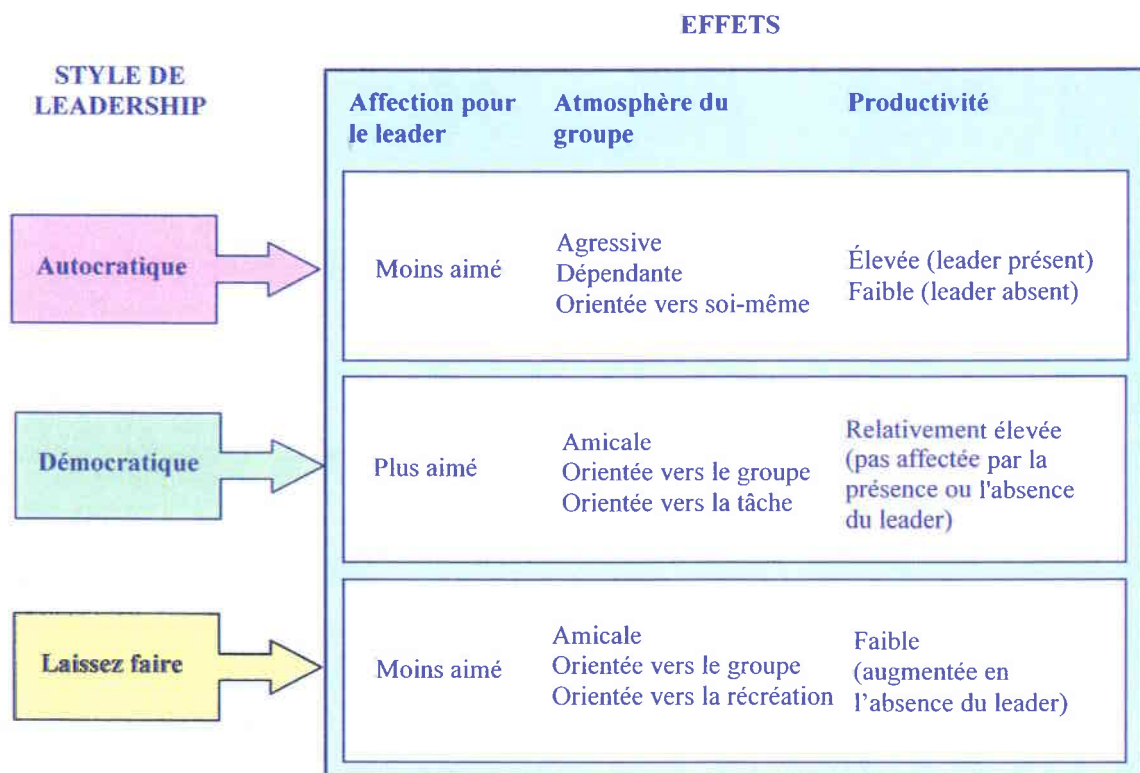 EFFETS
STYLE DE
LEADERSHIP
Affection pour
le leader
Atmosphère du
groupe
Productivité
Autocratique
Moins aimé
Agressive
Dépendante
Orientée vers soi-même
Élevée (leader présent)
Faible (leader absent)
Démocratique
Plus aimé
Amicale
Orientée vers le groupe
Orientée vers la tâche
Relativement élevée
(pas affectée par la
présence ou l'absence
du leader)
Laissez faire
Moins aimé
Amicale
Orientée vers le groupe
Orientée vers la récréation
Faible
(augmentée en
l'absence du leader)